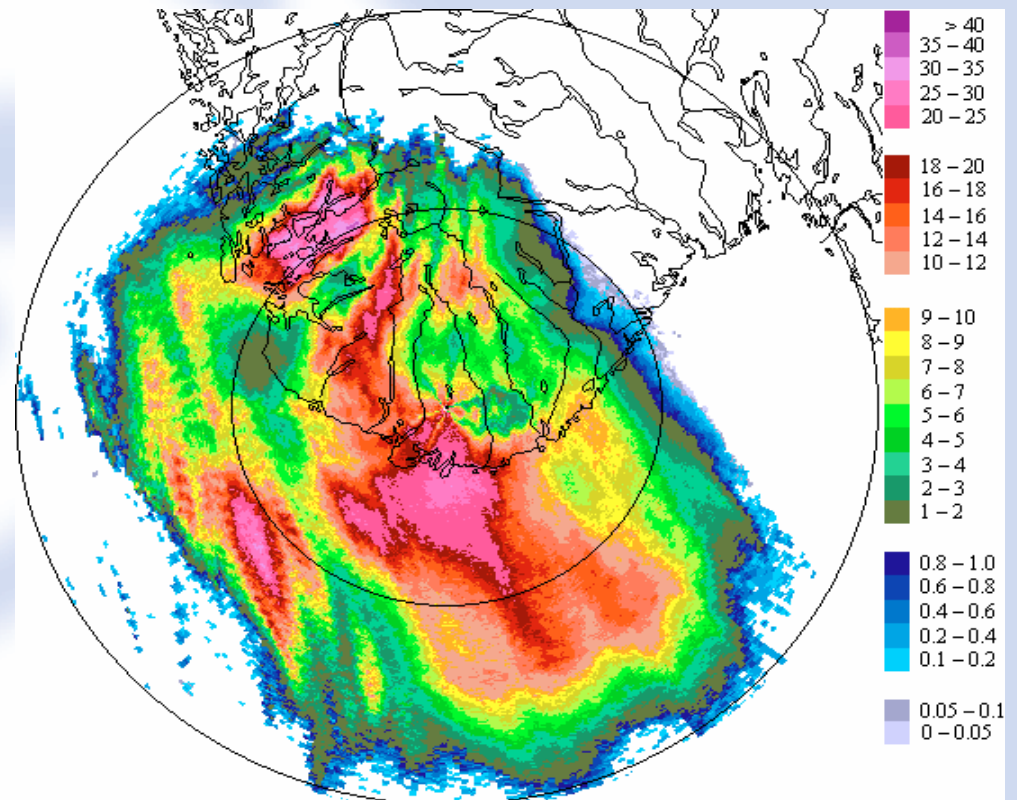 > 40
35 – 40
30 – 35
25 – 30
20 – 25
18 – 20
16 – 18
14 – 16
12 – 14
10 – 12
9 – 10
8 – 9
7 – 8
6 – 7
5 – 6
4 – 5
3 – 4
2 – 3
1 – 2
0.8 – 1.0
0.6 – 0.8
0.4 – 0.6
0.2 – 0.4
0.1 – 0.2
0.05 – 0.1
0 – 0.05